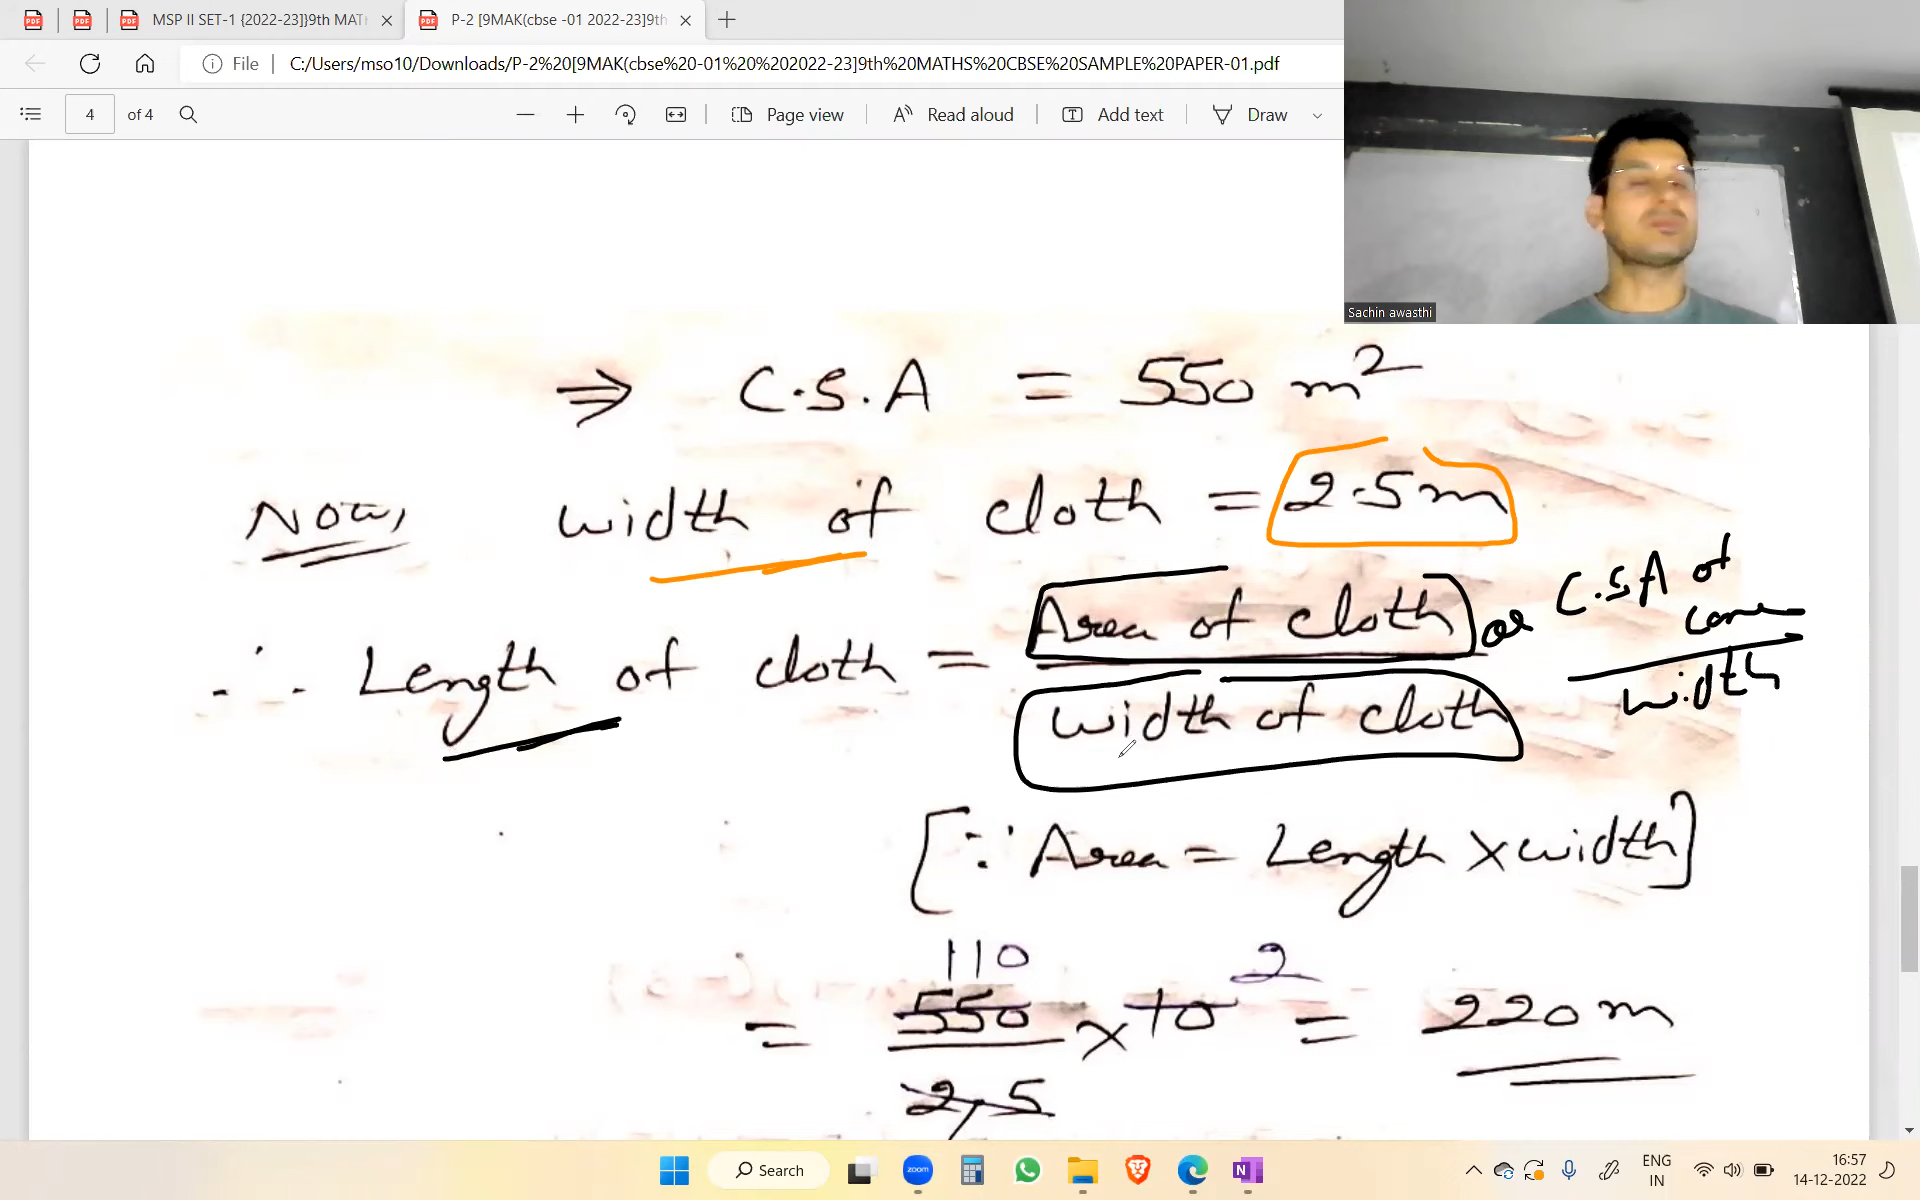 MSP II SET-1 {2022-23]}9th MAT
P-2 [9MAK(cbse -01 2022-23]9th
File
C:/Users/mso10/Downloads/P-2%20[9MAK(cbse%20-01%20%202022-23]9th%20MATHS%20CBSE%20SAMPLE%20PAPER-01.pdf
4 of 4
Page view
Read aloud
Add text
Draw
Sachin awasthi
⇒ C.S.A = 550 m²
Now, width of cloth = 2.5m
∴ Length of cloth = Area of cloth or C.S.A of cone
width of cloth width
[∵ Area = Length × width]
110 2
= 550 × 10 = 220m
2.5
Search
zoom
ENG
IN
16:57
14-12-2022